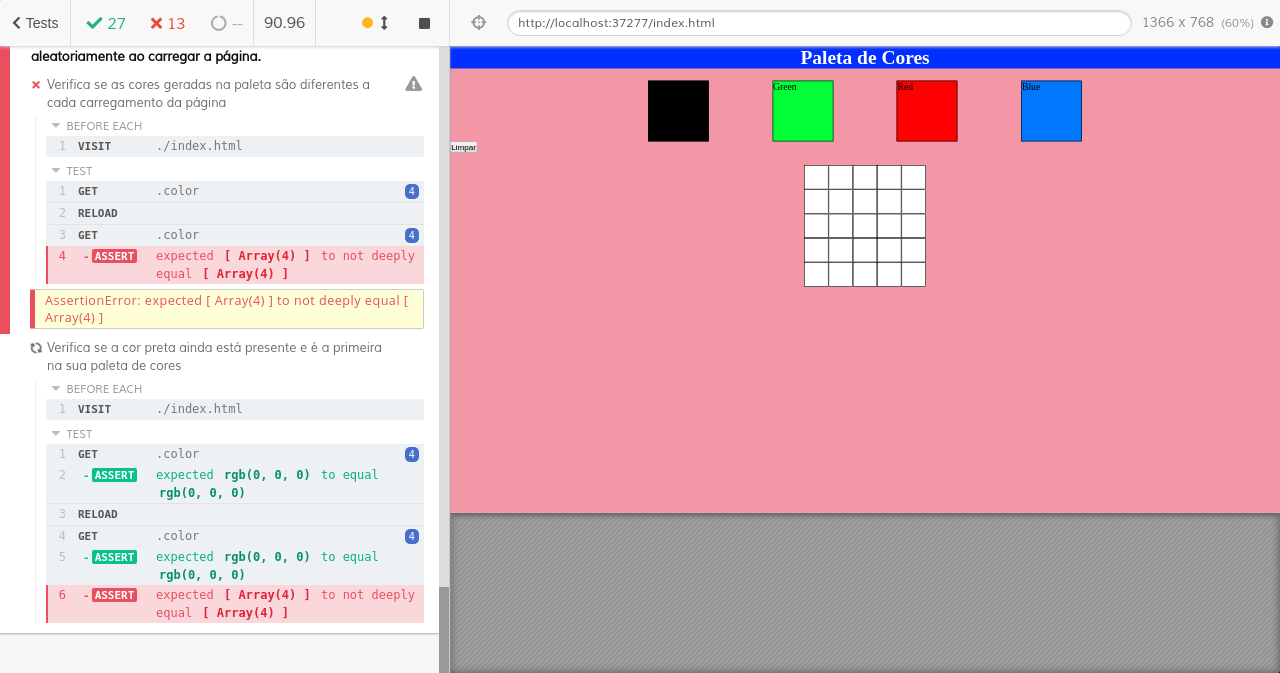 Tests 27 13 -- 90.96
aleatoriamente ao carregar a página.
Verifica se as cores geradas na paleta são diferentes a
cada carregamento da página
BEFORE EACH
1 VISIT ./index.html
TEST
1 GET .color 4
2 RELOAD
3 GET .color 4
4 -ASSERT expected [ Array(4) ] to not deeply
equal [ Array(4) ]
AssertionError: expected [ Array(4) ] to not deeply equal [
Array(4) ]
Verifica se a cor preta ainda está presente e é a primeira
na sua paleta de cores
BEFORE EACH
1 VISIT ./index.html
TEST
1 GET .color 4
2 -ASSERT expected rgb(0, 0, 0) to equal
rgb(0, 0, 0)
3 RELOAD
4 GET .color 4
5 -ASSERT expected rgb(0, 0, 0) to equal
rgb(0, 0, 0)
6 -ASSERT expected [ Array(4) ] to not deeply
equal [ Array(4) ]
http://localhost:37277/index.html 1366 x 768 (60%)
Paleta de Cores
Green Red Blue
Limpar